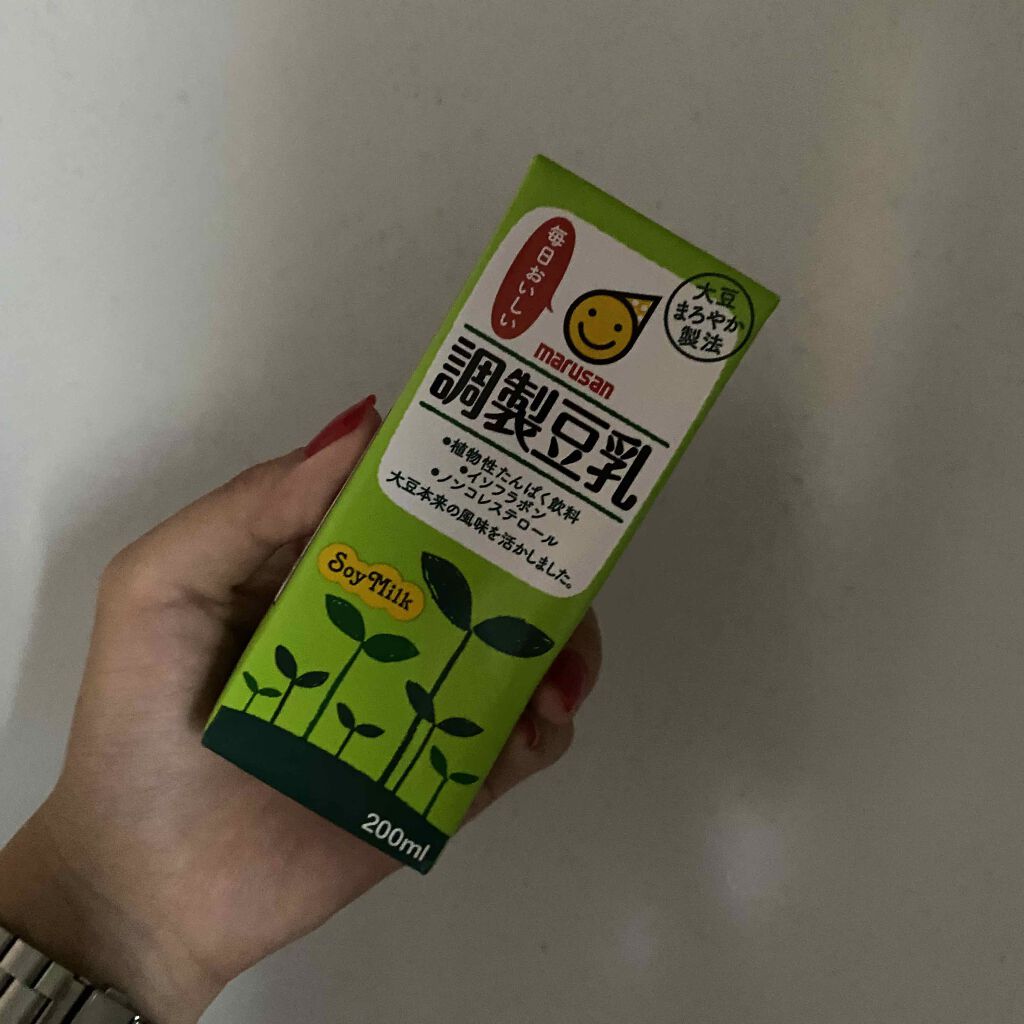 毎日おいしい
大豆
まろやか
製法
marusan
調製豆乳
•植物性たんぱく飲料
•イソフラボン
•ノンコレステロール
大豆本来の風味を活かしました。
Soy Milk
200ml